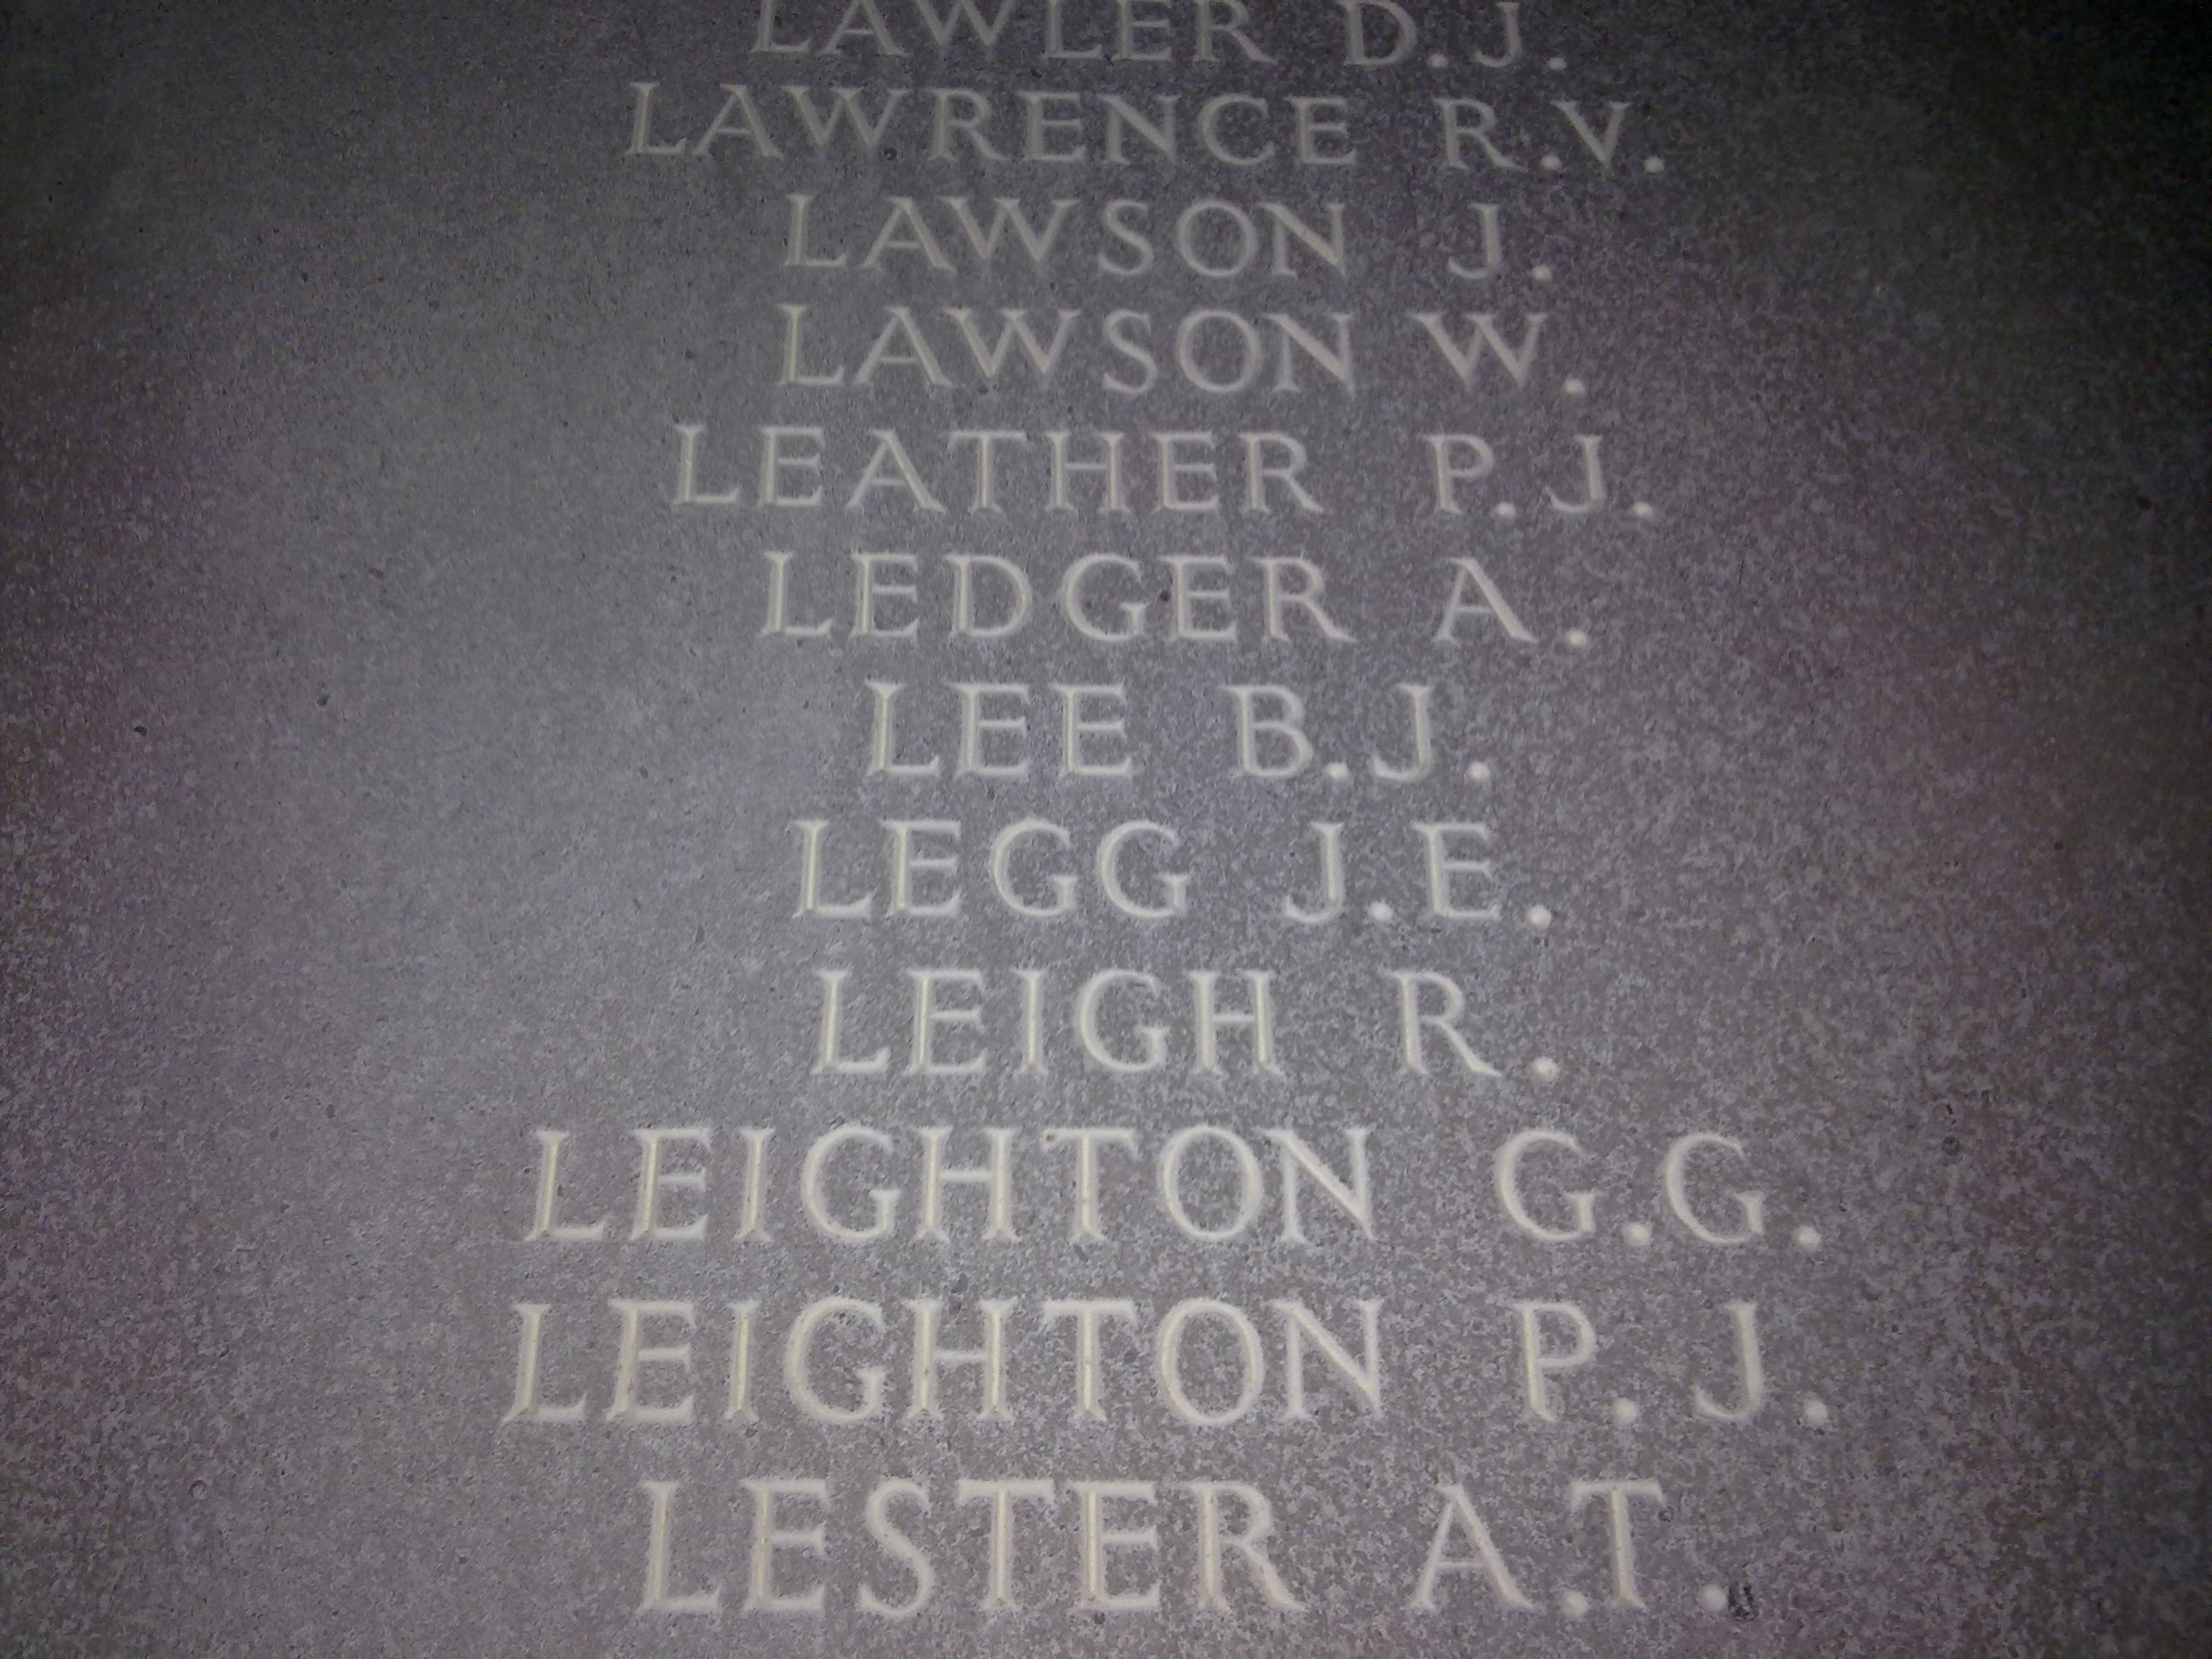 LAWLER D.J.
LAWRENCE R.V.
LAWSON J.
LAWSON W.
LEATHER P.J.
LEDGER A.
LEE B.J.
LEGG J.E.
LEIGH R.
LEIGHTON G.G.
LEIGHTON P.J.
LESTER A.T.